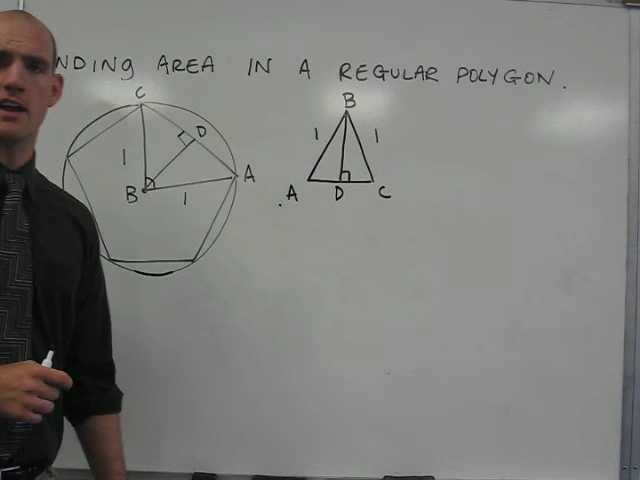 NDING AREA IN A REGULAR POLYGON.
C
D
1
A
B
1
B
1 1
A D C